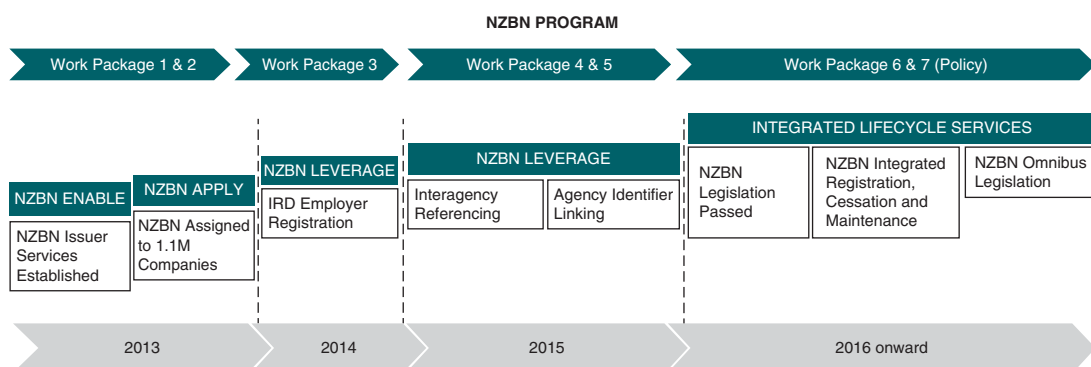 NZBN PROGRAM
Work Package 1 & 2
Work Package 3
Work Package 4 & 5
Work Package 6 & 7 (Policy)
NZBN ENABLE
NZBN Issuer
Services
Established
NZBN APPLY
NZBN Assigned
to 1.1M
Companies
NZBN LEVERAGE
IRD Employer
Registration
NZBN LEVERAGE
Interagency
Referencing
Agency Identifier
Linking
INTEGRATED LIFECYCLE SERVICES
NZBN
Legislation
Passed
NZBN Integrated
Registration,
Cessation and
Maintenance
NZBN Omnibus
Legislation
2013
2014
2015
2016 onward